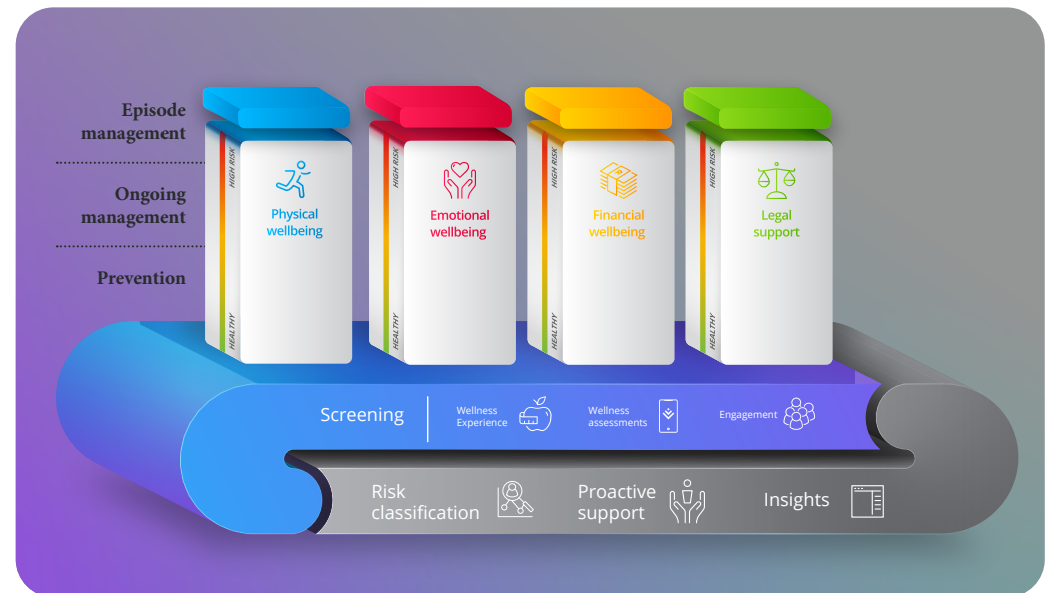 Episode
management
Ongoing
management
Prevention
HIGH RISK
HEALTHY
Physical
wellbeing
HIGH RISK
HEALTHY
Emotional
wellbeing
HIGH RISK
HEALTHY
Financial
wellbeing
HIGH RISK
HEALTHY
Legal
support
Screening
Wellness
Experience
Wellness
assessments
Engagement
Risk
classification
Proactive
support
Insights